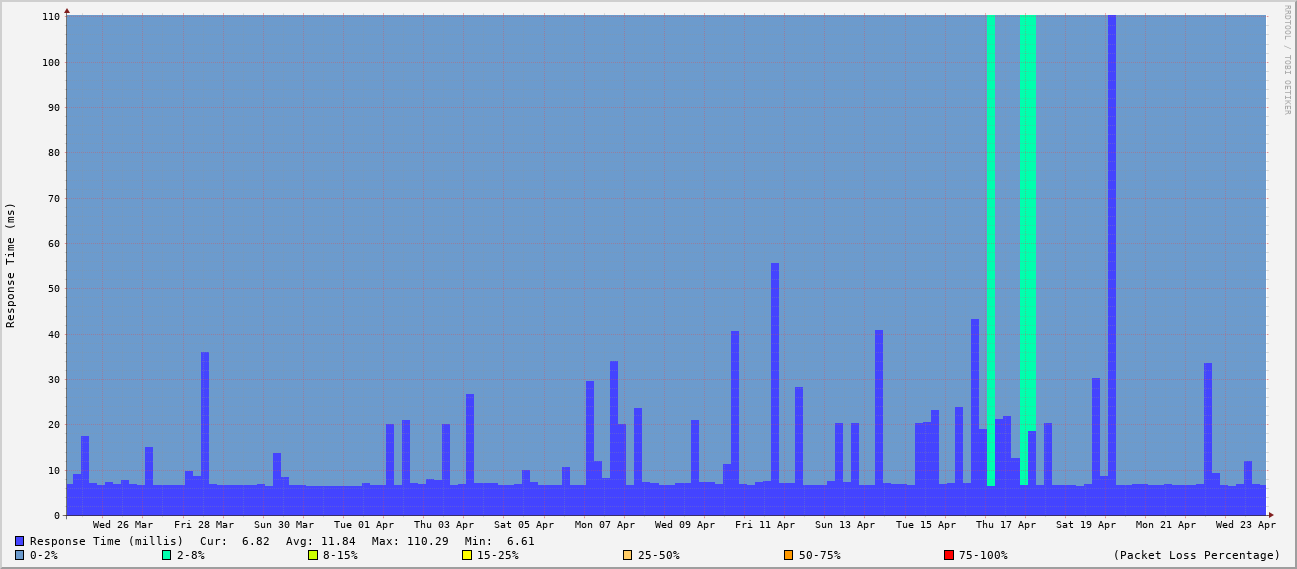 RRDTOOL / TOBI OETIKER
Response Time (ms)
110
100
90
80
70
60
50
40
30
20
10
0
Wed 26 Mar Fri 28 Mar Sun 30 Mar Tue 01 Apr Thu 03 Apr Sat 05 Apr Mon 07 Apr Wed 09 Apr Fri 11 Apr Sun 13 Apr Tue 15 Apr Thu 17 Apr Sat 19 Apr Mon 21 Apr Wed 23 Apr
Response Time (millis) Cur: 6.82 Avg: 11.84 Max: 110.29 Min: 6.61
0-2% 2-8% 8-15% 15-25% 25-50% 50-75% 75-100% (Packet Loss Percentage)